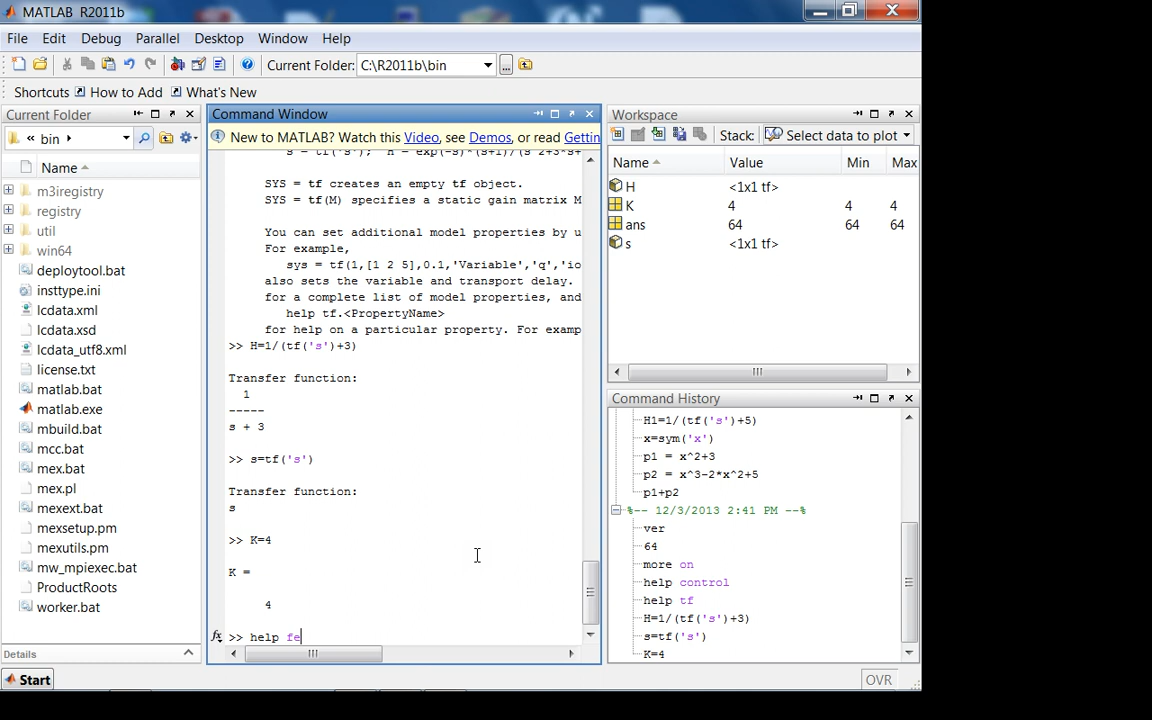 MATLAB R2011b
File Edit Debug Parallel Desktop Window Help
Current Folder: C:\R2011b\bin
Shortcuts How to Add What's New
Current Folder
« bin
Name
m3iregistry
registry
util
win64
deploytool.bat
insttype.ini
lcdata.xml
lcdata.xsd
lcdata_utf8.xml
license.txt
matlab.bat
matlab.exe
mbuild.bat
mcc.bat
mex.bat
mex.pl
mexext.bat
mexsetup.pm
mexutils.pm
mw_mpiexec.bat
ProductRoots
worker.bat
Details
Start
Command Window
New to MATLAB? Watch this Video, see Demos, or read Gettin
s = tf('s'); H = exp(-s)*(s+1)/(s^2+3*s+
SYS = tf creates an empty tf object.
SYS = tf(M) specifies a static gain matrix M
You can set additional model properties by u
For example,
sys = tf(1,[1 2 5],0.1,'Variable','q','io
also sets the variable and transport delay.
for a complete list of model properties, and
help tf.<PropertyName>
for help on a particular property. For examp
>> H=1/(tf('s')+3)
Transfer function:
1
-----
s + 3
>> s=tf('s')
Transfer function:
s
>> K=4
K =
4
fx >> help fe
Workspace
Stack: Select data to plot
Name Value Min Max
H <1x1 tf>
K 4 4 4
ans 64 64 64
s <1x1 tf>
Command History
H1=1/(tf('s')+5)
x=sym('x')
p1 = x^2+3
p2 = x^3-2*x^2+5
p1+p2
%-- 12/3/2013 2:41 PM --%
ver
64
more on
help control
help tf
H=1/(tf('s')+3)
s=tf('s')
K=4
OVR